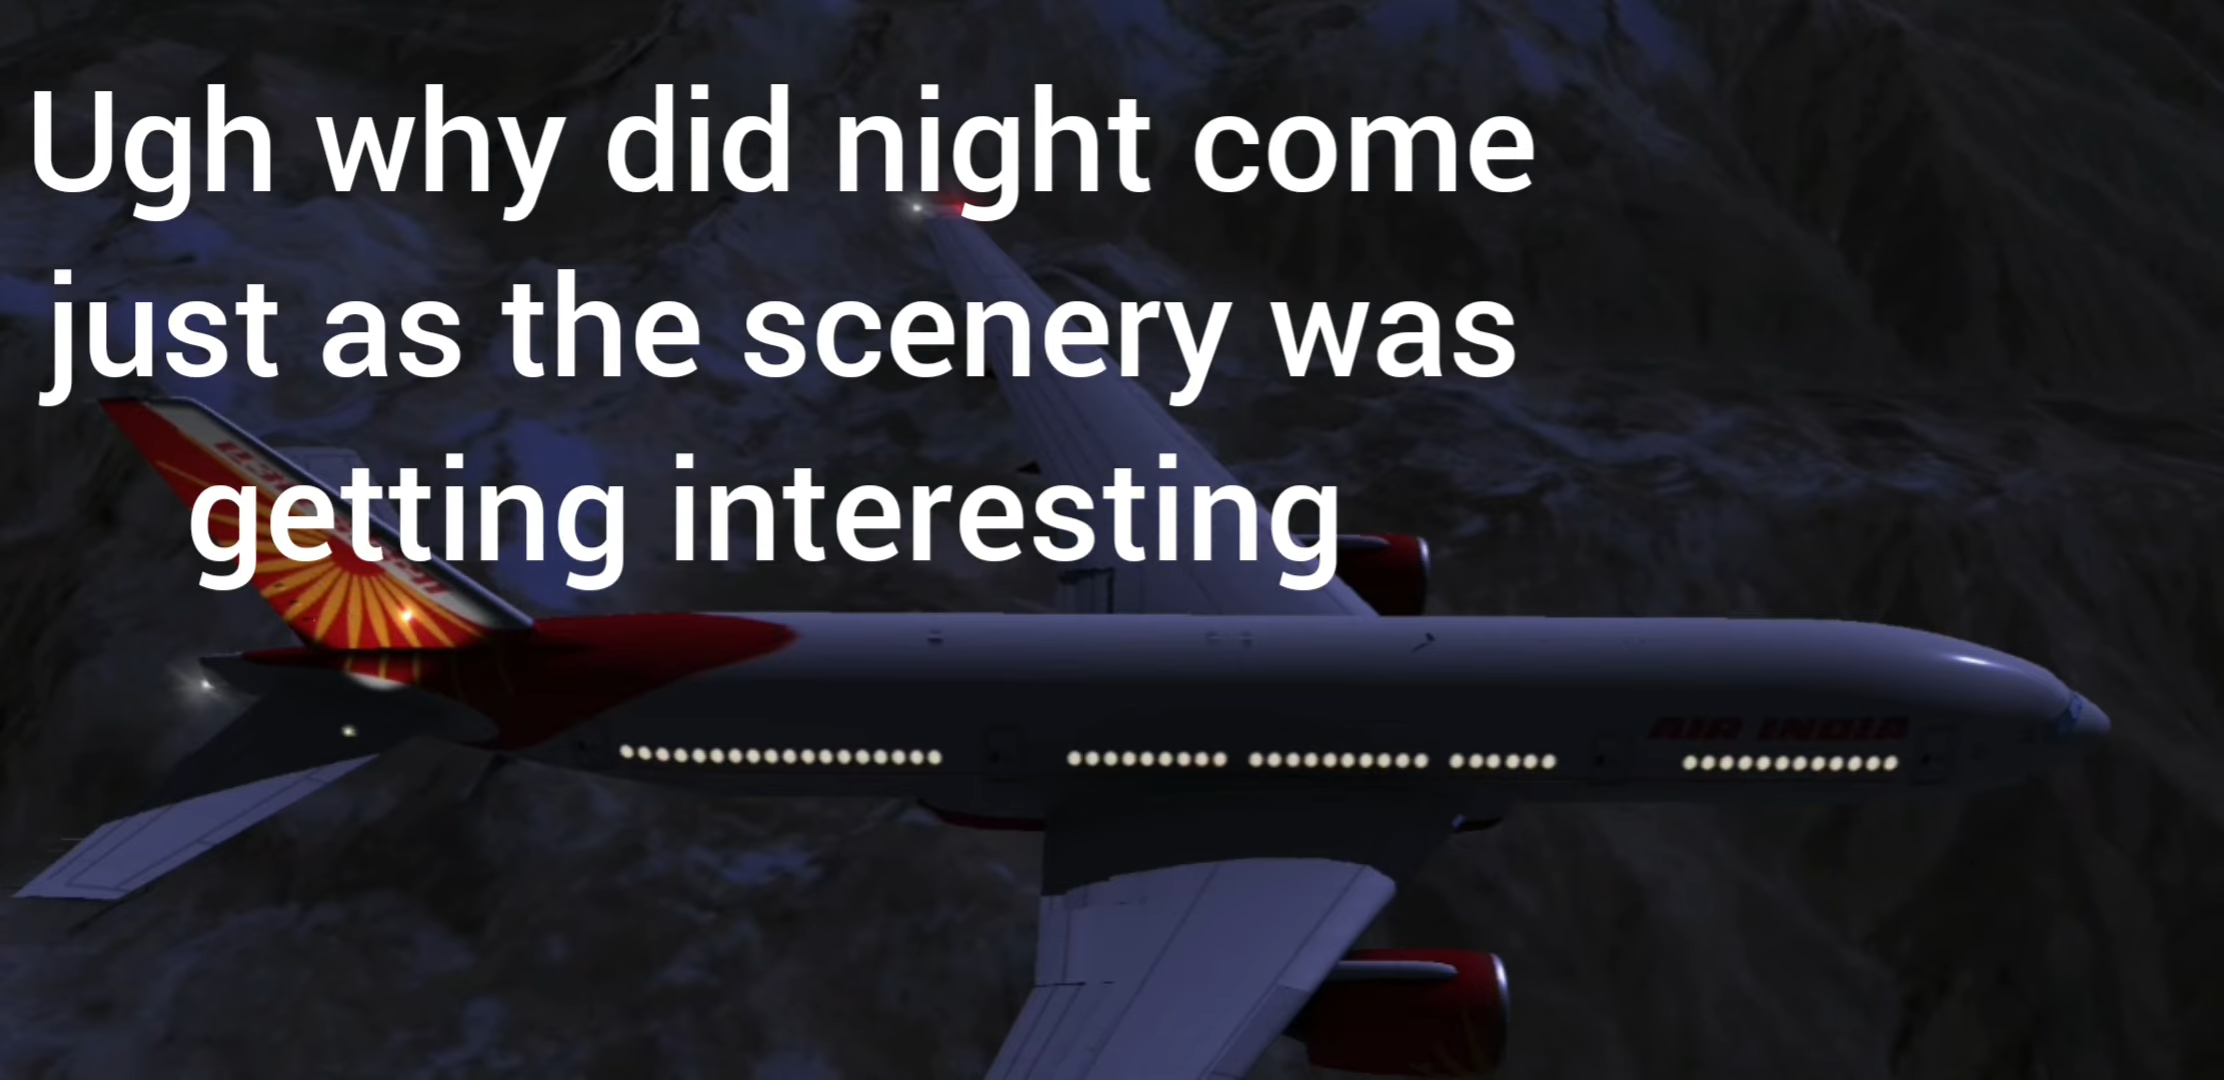 Ugh why did night come
just as the scenery was
getting interesting
AIR INDIA